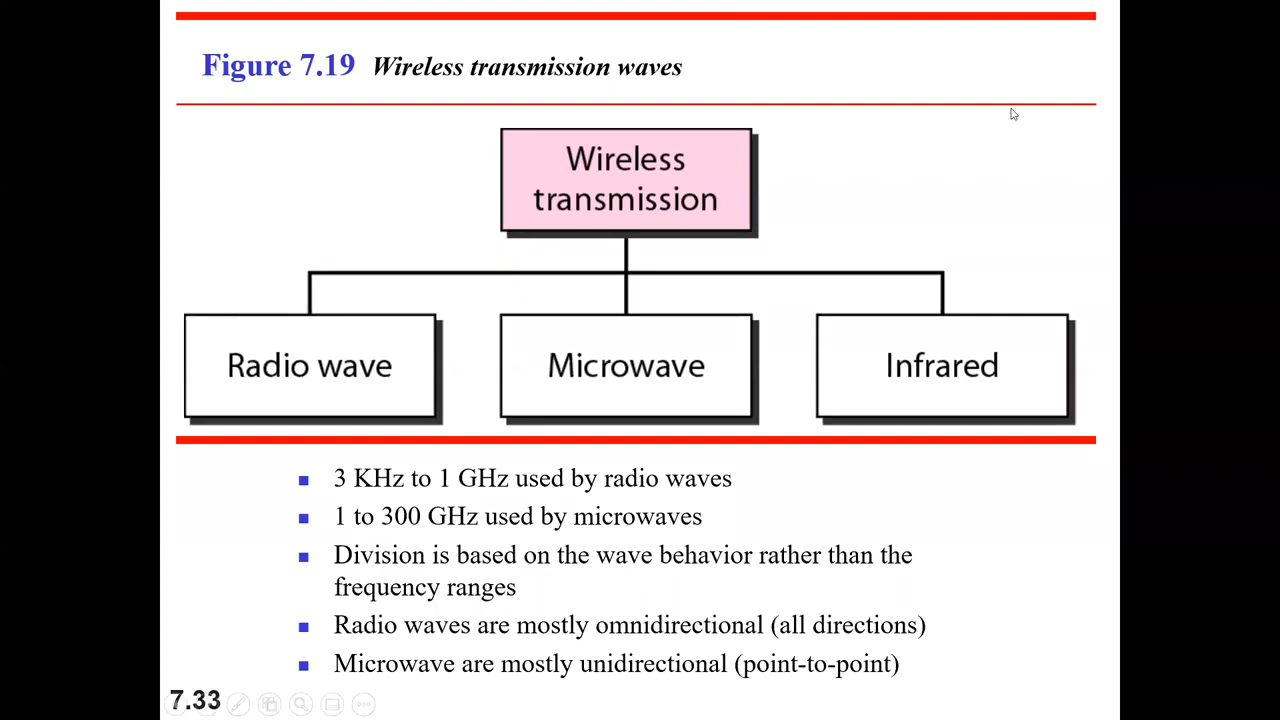 Figure 7.19 Wireless transmission waves
Wireless
transmission
Radio wave
Microwave
Infrared
3 KHz to 1 GHz used by radio waves
1 to 300 GHz used by microwaves
Division is based on the wave behavior rather than the
frequency ranges
Radio waves are mostly omnidirectional (all directions)
Microwave are mostly unidirectional (point-to-point)
7.33